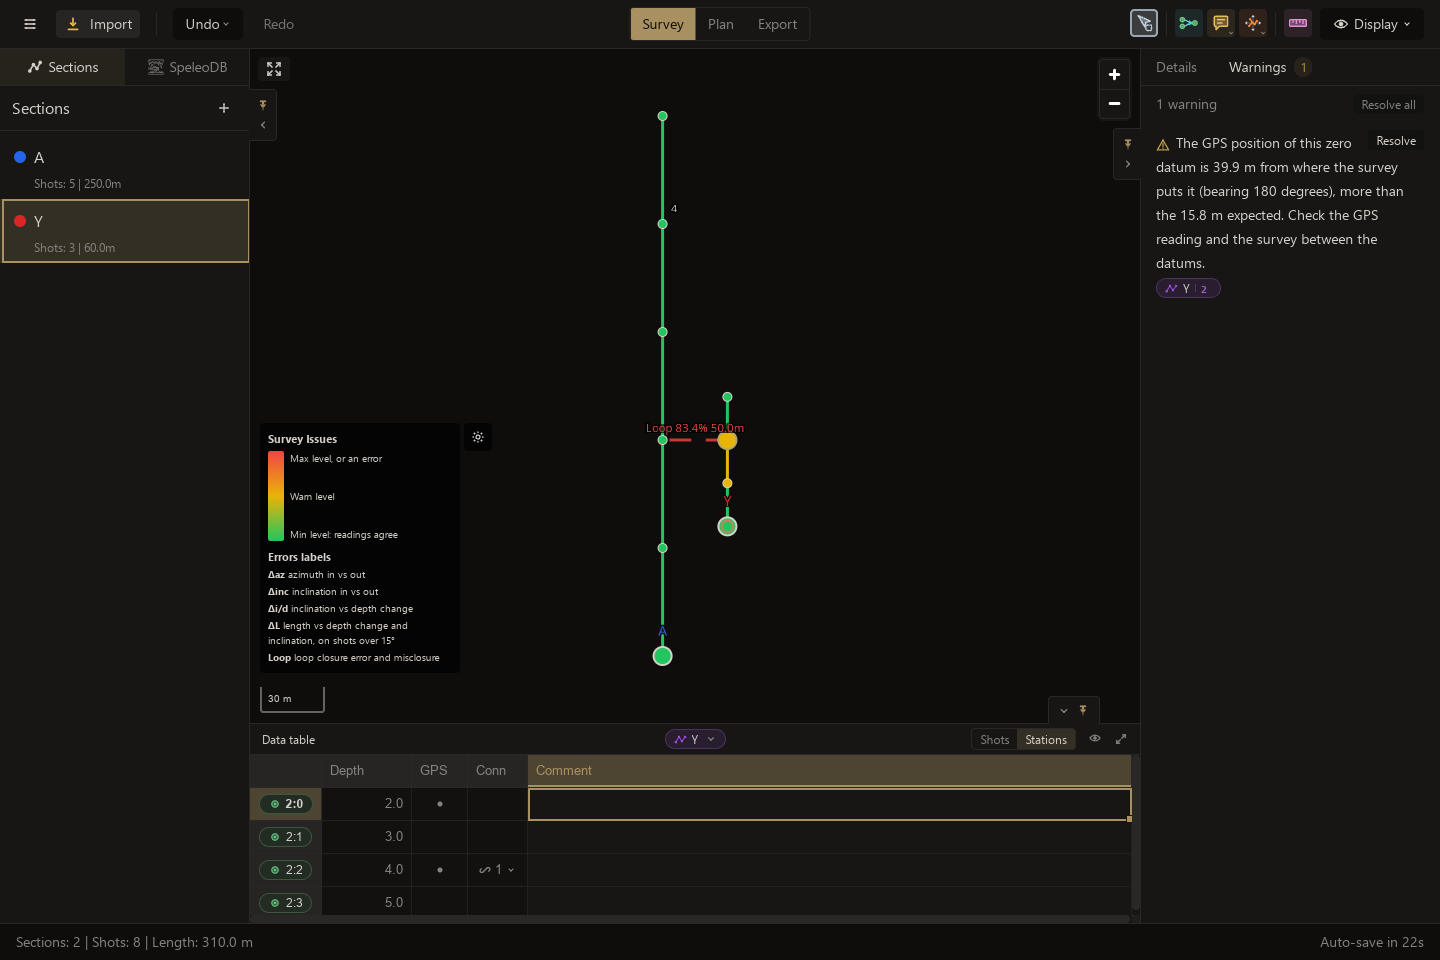 Import
Undo
Redo
Survey
Plan
Export
Display
Sections
SpeleoDB
Details
Warnings 1
Sections
1 warning
Resolve all
A
Shots: 5 | 250.0m
Y
Shots: 3 | 60.0m
Resolve
The GPS position of this zero
datum is 39.9 m from where the survey
puts it (bearing 180 degrees), more than
the 15.8 m expected. Check the GPS
reading and the survey between the
datums.
Y | 2
4
Loop 83.4% 50.0m
Y
A
Survey Issues
Max level, or an error
Warn level
Min level: readings agree
Errors labels
Δaz azimuth in vs out
Δinc inclination in vs out
Δi/d inclination vs depth change
ΔL length vs depth change and
inclination, on shots over 15°
Loop loop closure error and misclosure
30 m
Data table
Y
Shots
Stations
Depth
GPS
Conn
Comment
2:0
2.0
2:1
3.0
2:2
4.0
1
2:3
5.0
Sections: 2 | Shots: 8 | Length: 310.0 m
Auto-save in 22s